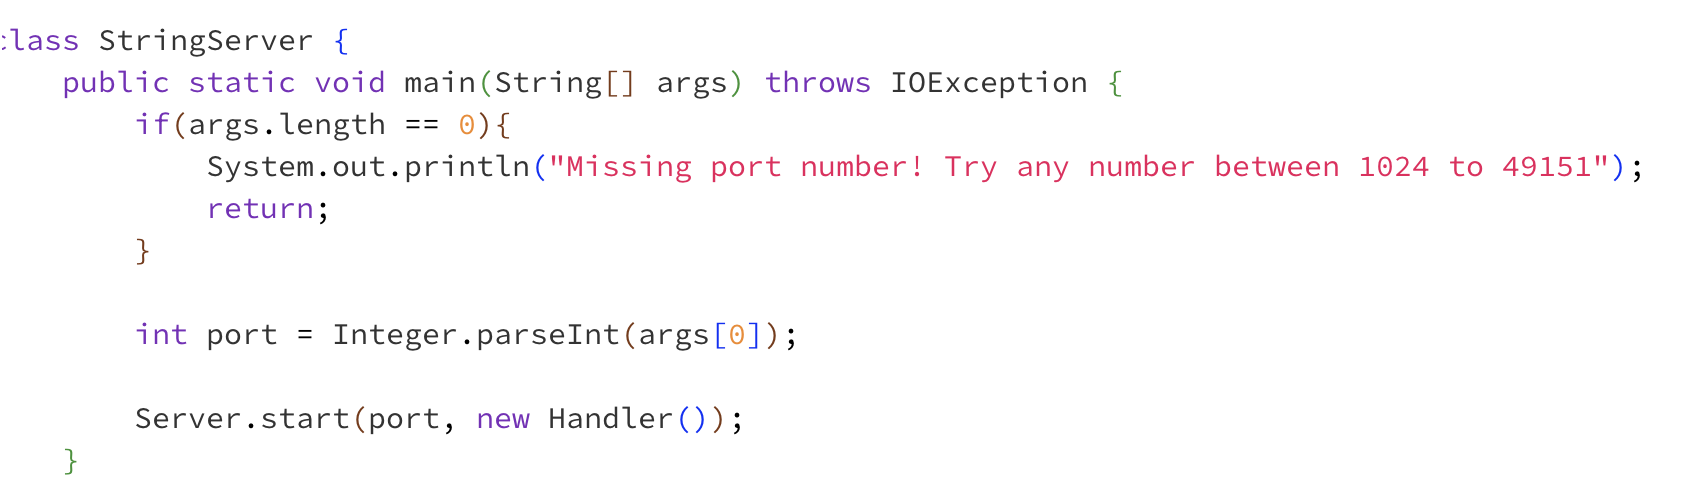 class StringServer {
    public static void main(String[] args) throws IOException {
        if(args.length == 0){
            System.out.println("Missing port number! Try any number between 1024 to 49151");
            return;
        }

        int port = Integer.parseInt(args[0]);

        Server.start(port, new Handler());
    }